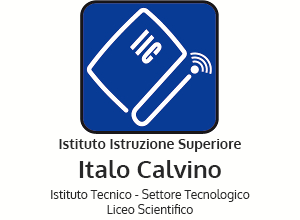 IIC
Istituto Istruzione Superiore
Italo Calvino
Istituto Tecnico - Settore Tecnologico
Liceo Scientifico